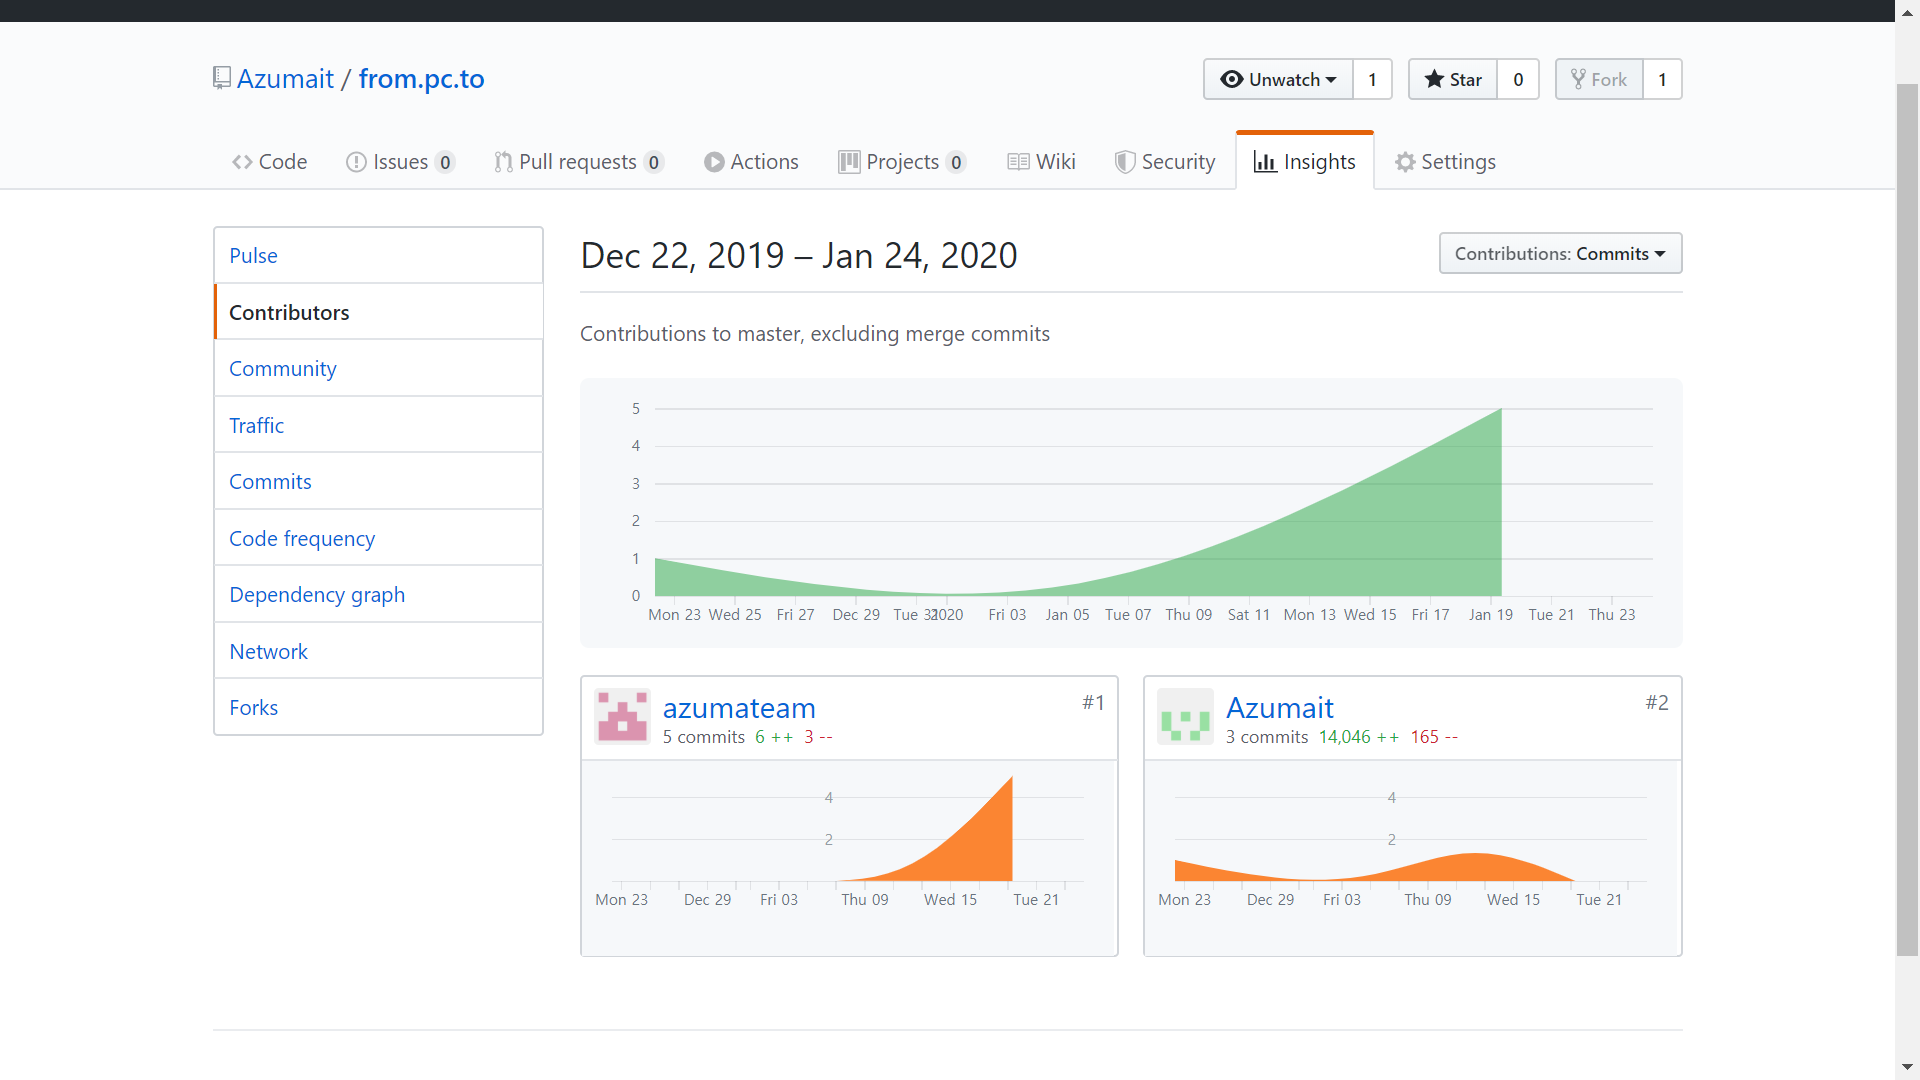 Azumait / from.pc.to
Unwatch 1 Star 0 Fork 1
Code Issues 0 Pull requests 0 Actions Projects 0 Wiki Security Insights Settings
Pulse
Contributors
Community
Traffic
Commits
Code frequency
Dependency graph
Network
Forks
Dec 22, 2019 – Jan 24, 2020
Contributions: Commits
Contributions to master, excluding merge commits
5
4
3
2
1
0
Mon 23 Wed 25 Fri 27 Dec 29 Tue 31 2020 Fri 03 Jan 05 Tue 07 Thu 09 Sat 11 Mon 13 Wed 15 Fri 17 Jan 19 Tue 21 Thu 23
azumateam #1
5 commits 6 ++ 3 --
4
2
Mon 23 Dec 29 Fri 03 Thu 09 Wed 15 Tue 21
Azumait #2
3 commits 14,046 ++ 165 --
4
2
Mon 23 Dec 29 Fri 03 Thu 09 Wed 15 Tue 21